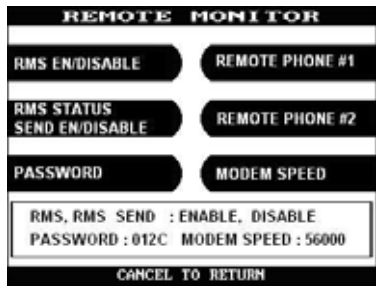 REMOTE MONITOR
RMS EN/DISABLE
REMOTE PHONE #1
RMS STATUS
SEND EN/DISABLE
REMOTE PHONE #2
PASSWORD
MODEM SPEED
RMS, RMS SEND : ENABLE, DISABLE
PASSWORD : 012C MODEM SPEED : 56000
CANCEL TO RETURN